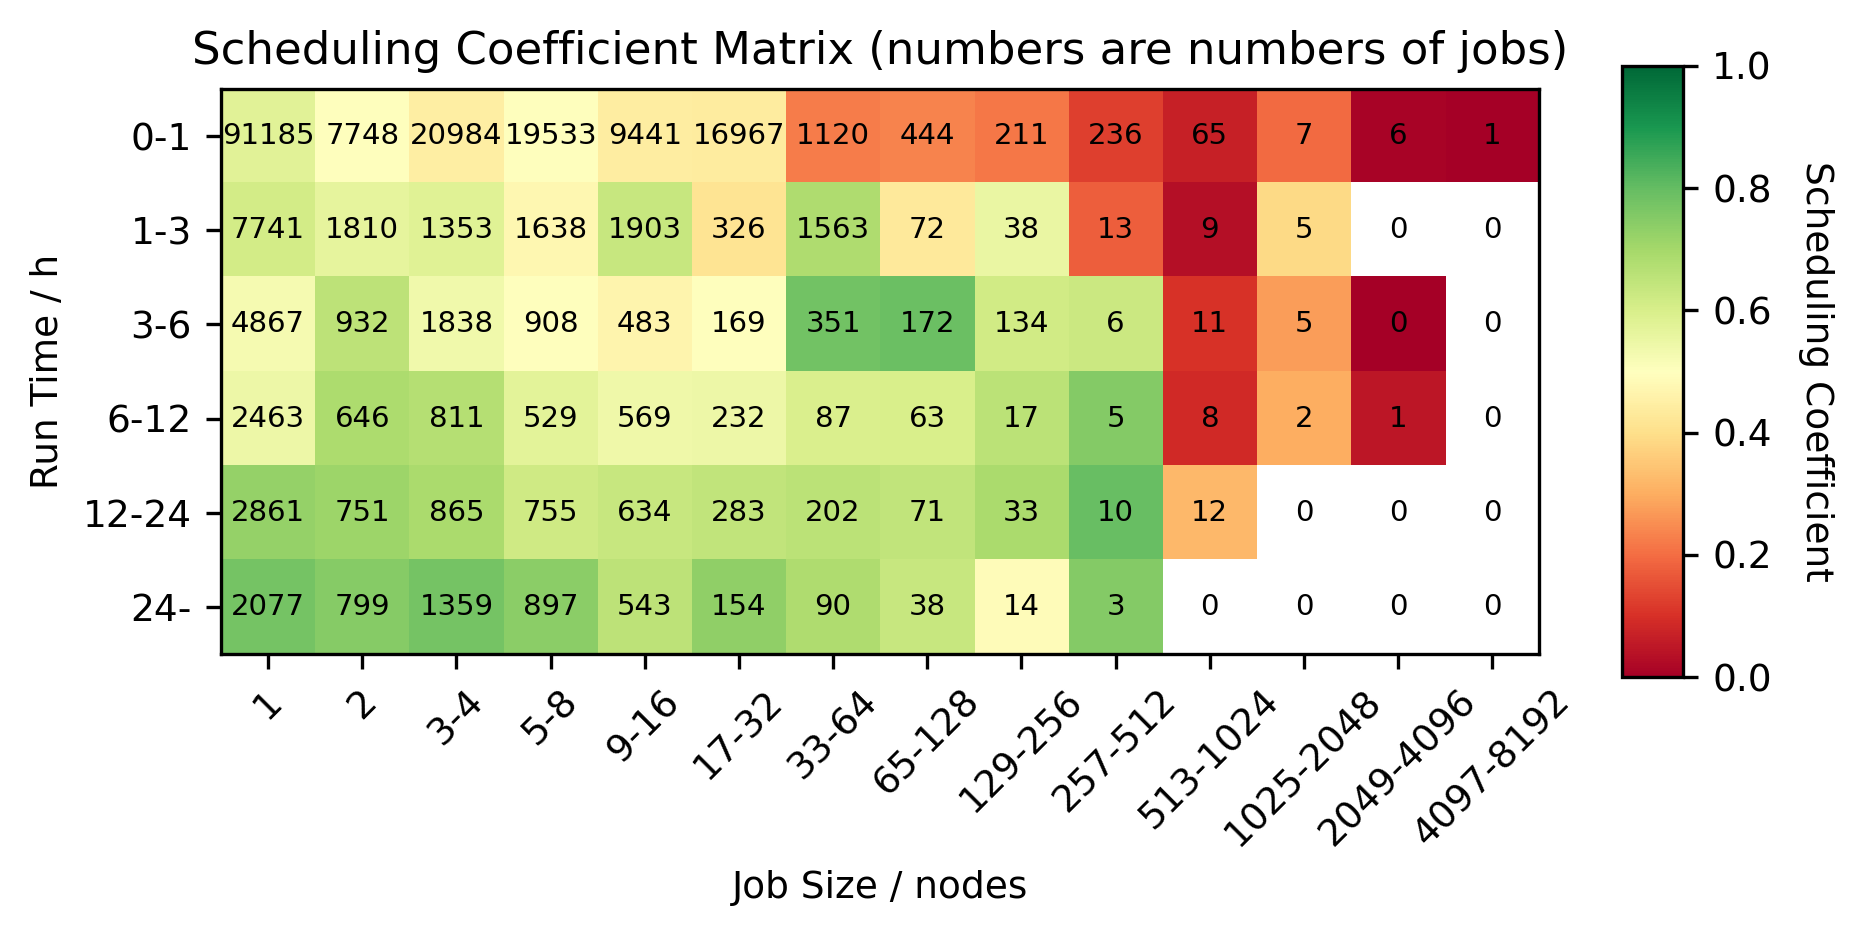 Scheduling Coefficient Matrix (numbers are numbers of jobs)
0-1 91185 7748 20984 19533 9441 16967 1120 444 211 236 65 7 6 1
1-3 7741 1810 1353 1638 1903 326 1563 72 38 13 9 5 0 0
3-6 4867 932 1838 908 483 169 351 172 134 6 11 5 0 0
6-12 2463 646 811 529 569 232 87 63 17 5 8 2 1 0
12-24 2861 751 865 755 634 283 202 71 33 10 12 0 0 0
24- 2077 799 1359 897 543 154 90 38 14 3 0 0 0 0
1 2 3-4 5-8 9-16 17-32 33-64 65-128 129-256 257-512 513-1024 1025-2048 2049-4096 4097-8192
Job Size / nodes
Run Time / h
1.0
0.8
0.6
0.4
0.2
0.0
Scheduling Coefficient